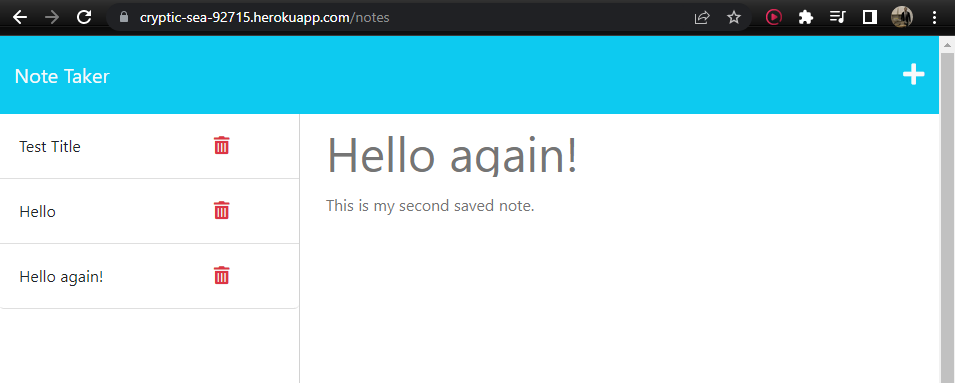 cryptic-sea-92715.herokuapp.com/notes
Note Taker
Test Title
Hello
Hello again!
Hello again!
This is my second saved note.